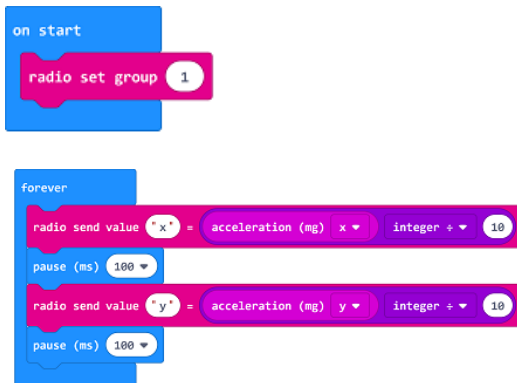 on start
radio set group 1
forever
radio send value "x" = acceleration (mg) x integer ÷ 10
pause (ms) 100
radio send value "y" = acceleration (mg) y integer ÷ 10
pause (ms) 100